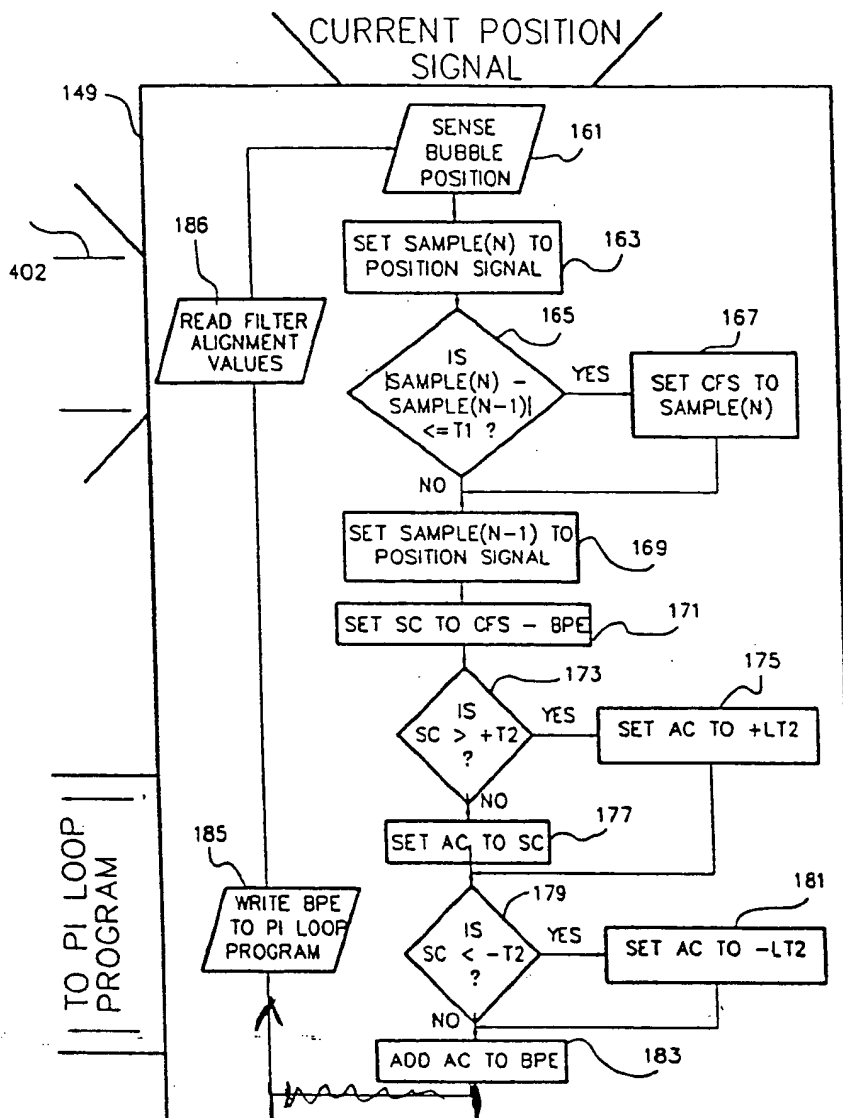 CURRENT POSITION
SIGNAL
149
SENSE
BUBBLE
POSITION
161
186
402
SET SAMPLE(N) TO
POSITION SIGNAL
163
READ FILTER
ALIGNMENT
VALUES
165
IS
|SAMPLE(N) -
SAMPLE(N-1)|
<=T1 ?
YES
167
SET CFS TO
SAMPLE(N)
NO
SET SAMPLE(N-1) TO
POSITION SIGNAL
169
SET SC TO CFS - BPE
171
173
IS
SC > +T2
?
YES
175
SET AC TO +LT2
NO
SET AC TO SC
177
TO PI LOOP
PROGRAM
185
WRITE BPE
TO PI LOOP
PROGRAM
179
IS
SC < -T2
?
YES
181
SET AC TO -LT2
NO
ADD AC TO BPE
183